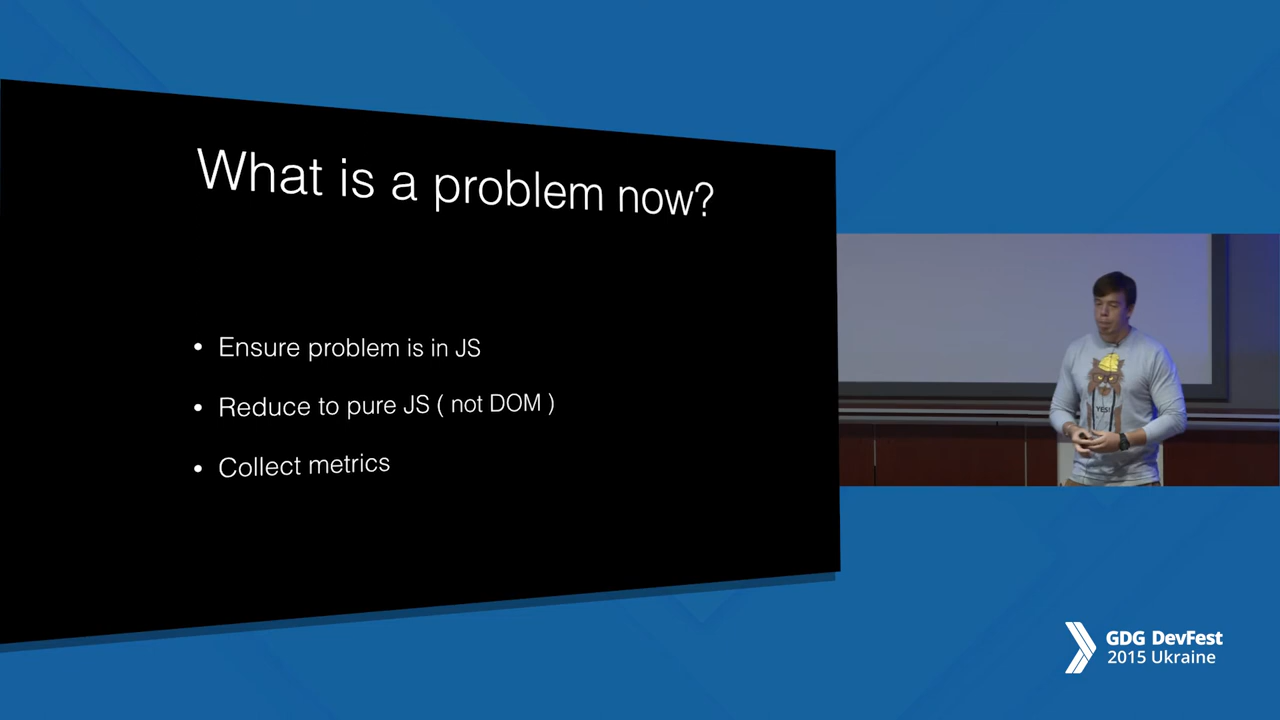 What is a problem now?
• Ensure problem is in JS
• Reduce to pure JS ( not DOM )
• Collect metrics
YES!
GDG DevFest
2015 Ukraine